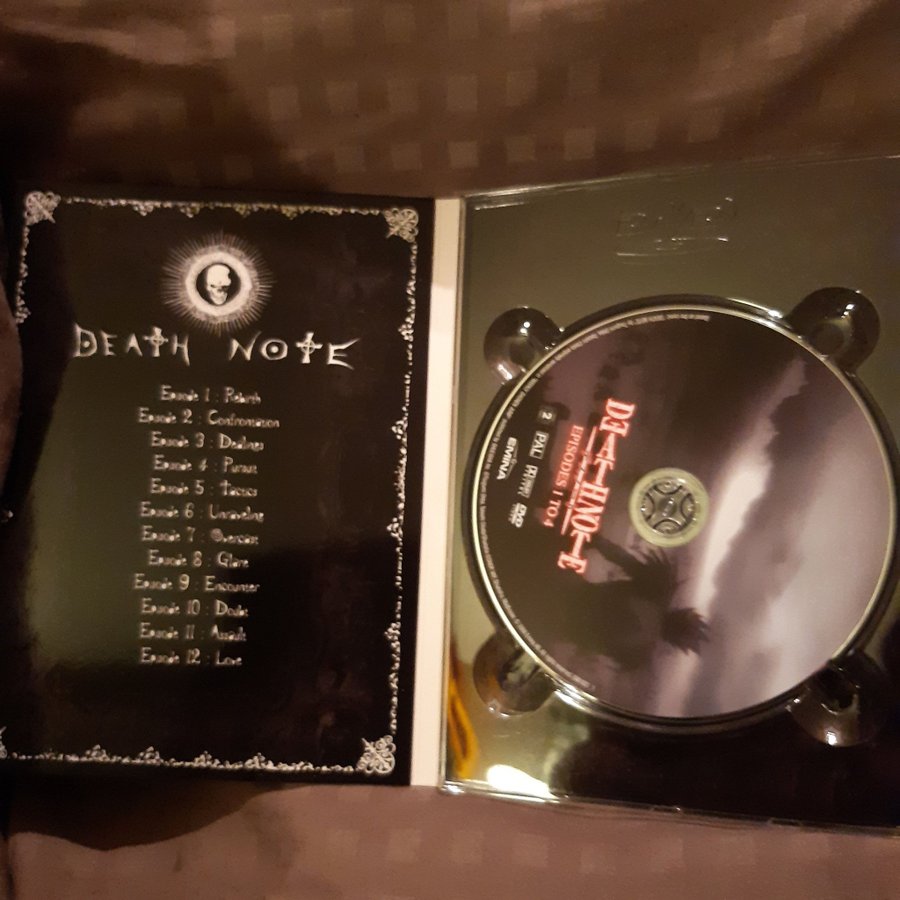 DEATH NOTE
Episode 1 : Rebirth
Episode 2 : Confrontation
Episode 3 : Dealings
Episode 4 : Pursuit
Episode 5 : Tactics
Episode 6 : Unraveling
Episode 7 : Overcast
Episode 8 : Glare
Episode 9 : Encounter
Episode 10 : Doubt
Episode 11 : Assault
Episode 12 : Love
DVD
DEATH NOTE
EPISODES 1 TO 4
2 PAL DVD